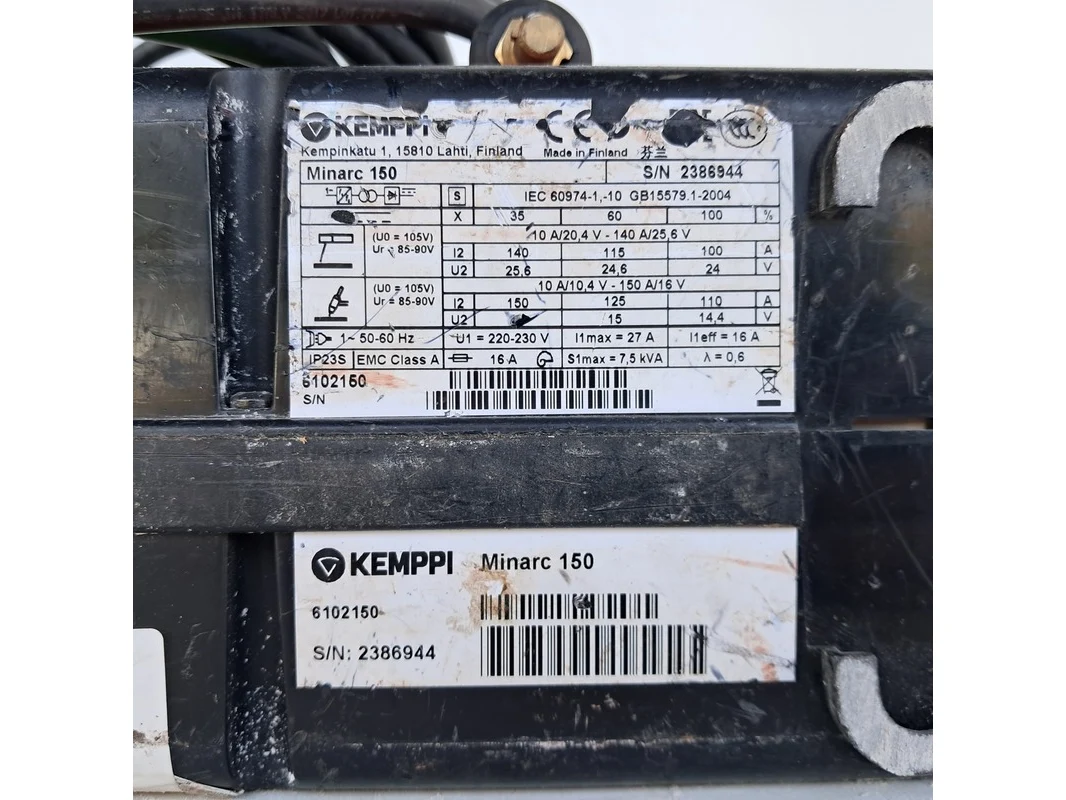 KEMPPI
Kempinkatu 1, 15810 Lahti, Finland Made in Finland 芬兰
Minarc 150 S/N 2386944
S IEC 60974-1,-10 GB15579.1-2004
X 35 60 100 %
10 A/20,4 V - 140 A/25,6 V
(U0 = 105V)
Ur = 85-90V
I2 140 115 100 A
U2 25,6 24,6 24 V
10 A/10,4 V - 150 A/16 V
(U0 = 105V)
Ur = 85-90V
I2 150 125 110 A
U2 15 14,4 V
1~ 50-60 Hz U1 = 220-230 V I1max = 27 A I1eff = 16 A
IP23S EMC Class A 16 A S1max = 7,5 kVA λ = 0,6
6102150
S/N
KEMPPI Minarc 150
6102150
S/N: 2386944